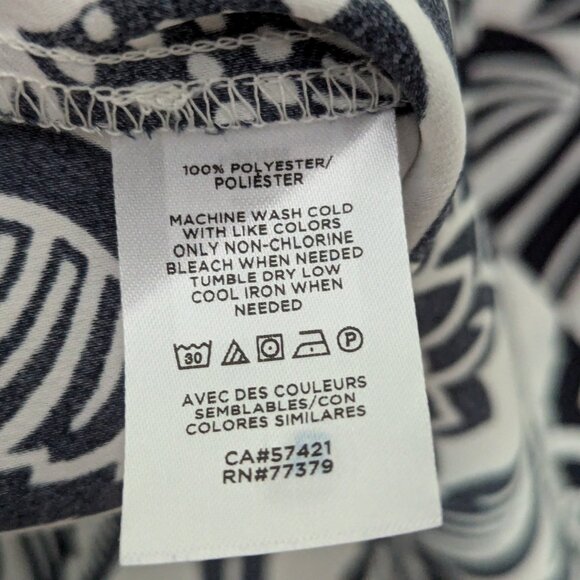 100% POLYESTER/
POLIÉSTER
MACHINE WASH COLD
WITH LIKE COLORS
ONLY NON-CHLORINE
BLEACH WHEN NEEDED
TUMBLE DRY LOW
COOL IRON WHEN
NEEDED
30 P
AVEC DES COULEURS
SEMBLABLES/CON
COLORES SIMILARES
CA#57421
RN#77379